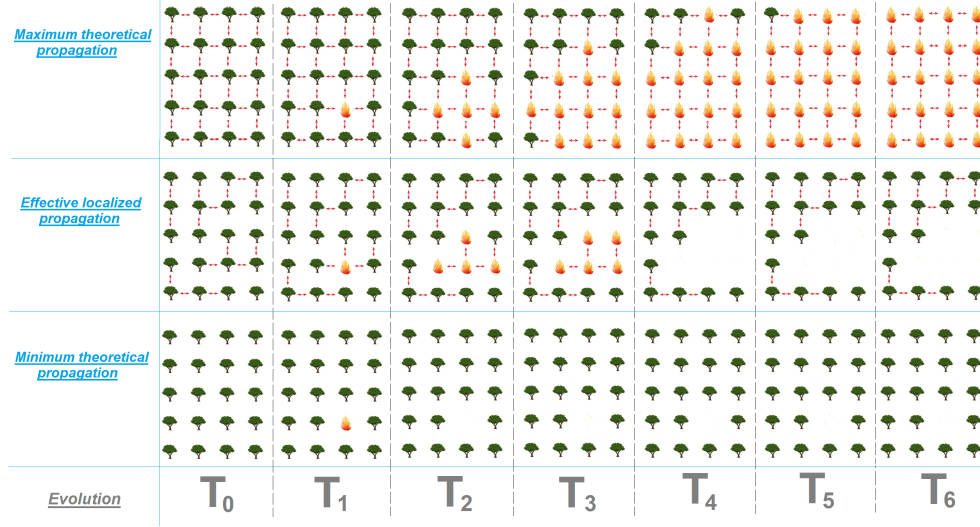 Maximum theoretical
propagation
Effective localized
propagation
Minimum theoretical
propagation
Evolution
T0
T1
T2
T3
T4
T5
T6